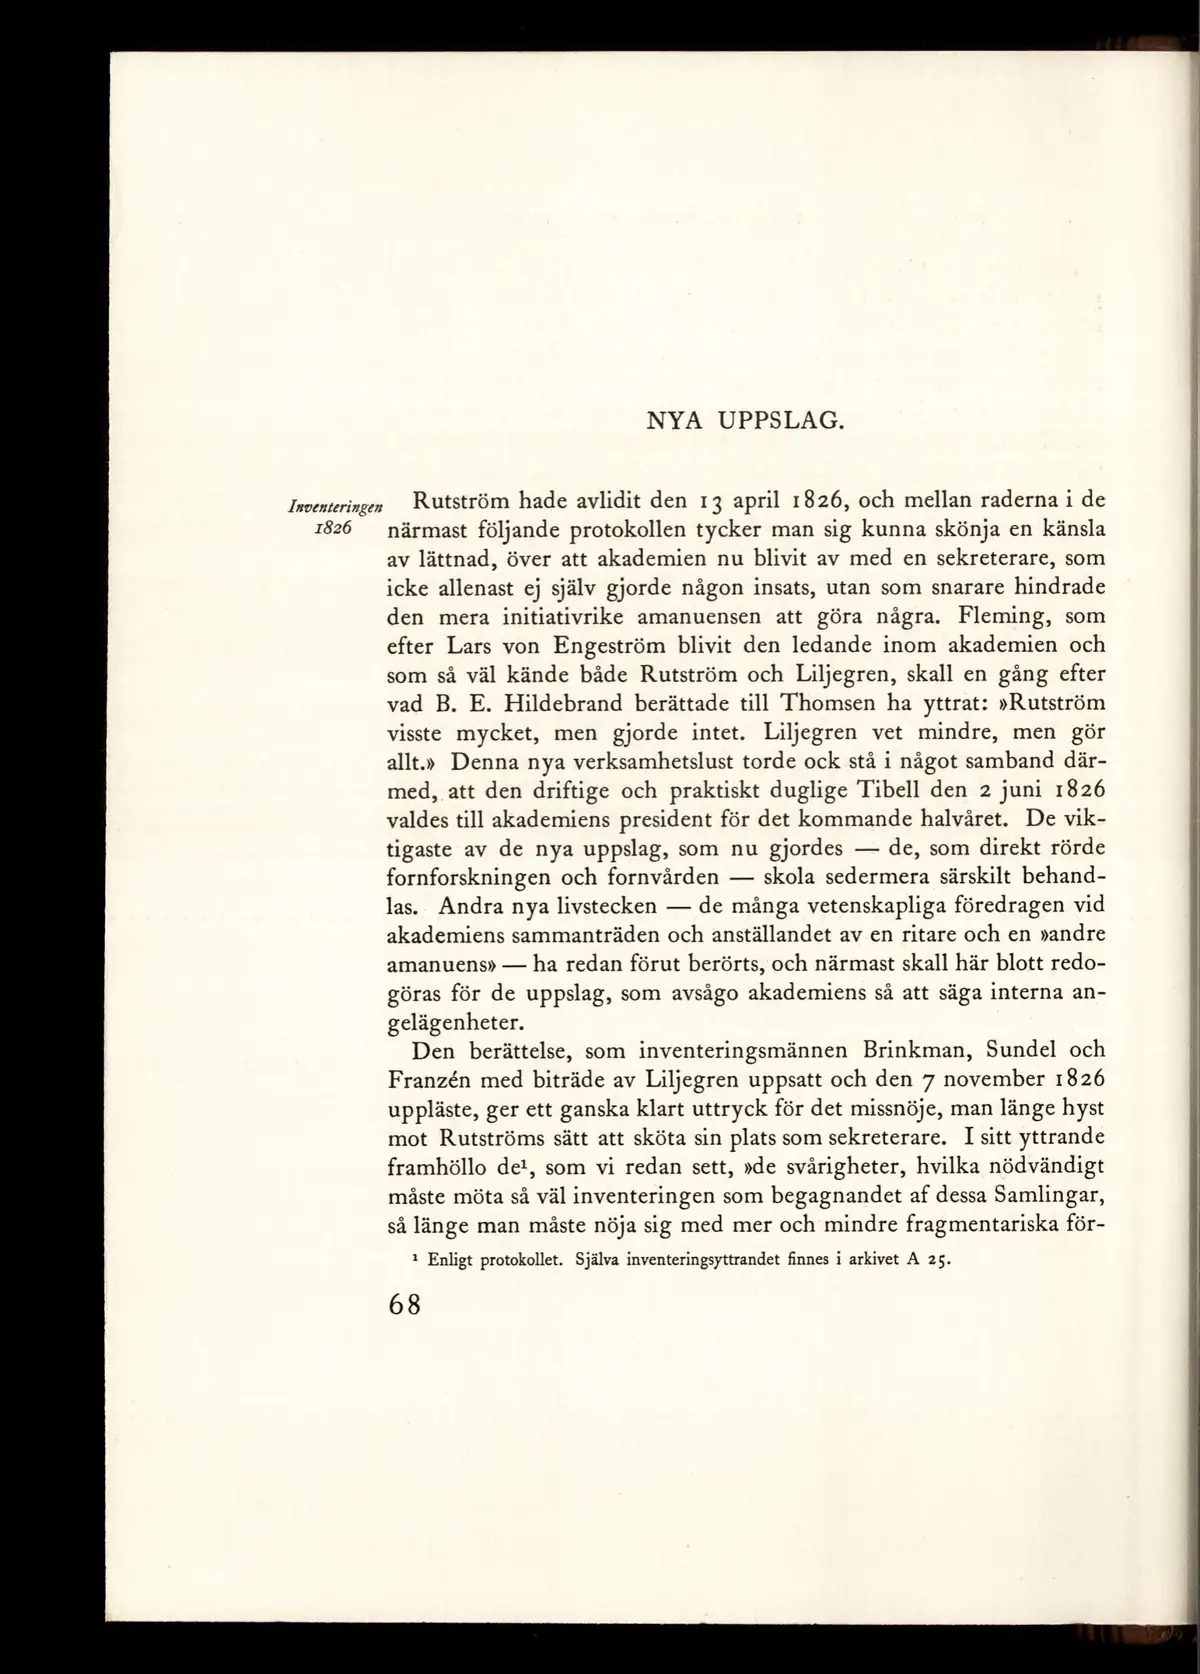 NYA UPPSLAG.
Inventeringen
1826
Rutström hade avlidit den 13 april 1826, och mellan raderna i de
närmast följande protokollen tycker man sig kunna skönja en känsla
av lättnad, över att akademien nu blivit av med en sekreterare, som
icke allenast ej själv gjorde någon insats, utan som snarare hindrade
den mera initiativrike amanuensen att göra några. Fleming, som
efter Lars von Engeström blivit den ledande inom akademien och
som så väl kände både Rutström och Liljegren, skall en gång efter
vad B. E. Hildebrand berättade till Thomsen ha yttrat: »Rutström
visste mycket, men gjorde intet. Liljegren vet mindre, men gör
allt.» Denna nya verksamhetslust torde ock stå i något samband där-
med, att den driftige och praktiskt duglige Tibell den 2 juni 1826
valdes till akademiens president för det kommande halvåret. De vik-
tigaste av de nya uppslag, som nu gjordes — de, som direkt rörde
fornforskningen och fornvården — skola sedermera särskilt behand-
las. Andra nya livstecken — de många vetenskapliga föredragen vid
akademiens sammanträden och anställandet av en ritare och en »andre
amanuens» — ha redan förut berörts, och närmast skall här blott redo-
göras för de uppslag, som avsågo akademiens så att säga interna an-
gelägenheter.
Den berättelse, som inventeringsmännen Brinkman, Sundel och
Franzén med biträde av Liljegren uppsatt och den 7 november 1826
uppläste, ger ett ganska klart uttryck för det missnöje, man länge hyst
mot Rutströms sätt att sköta sin plats som sekreterare. I sitt yttrande
framhöllo de¹, som vi redan sett, »de svårigheter, hvilka nödvändigt
måste möta så väl inventeringen som begagnandet af dessa Samlingar,
så länge man måste nöja sig med mer och mindre fragmentariska för-
¹ Enligt protokollet. Själva inventeringsyttrandet finnes i arkivet A 25.
68